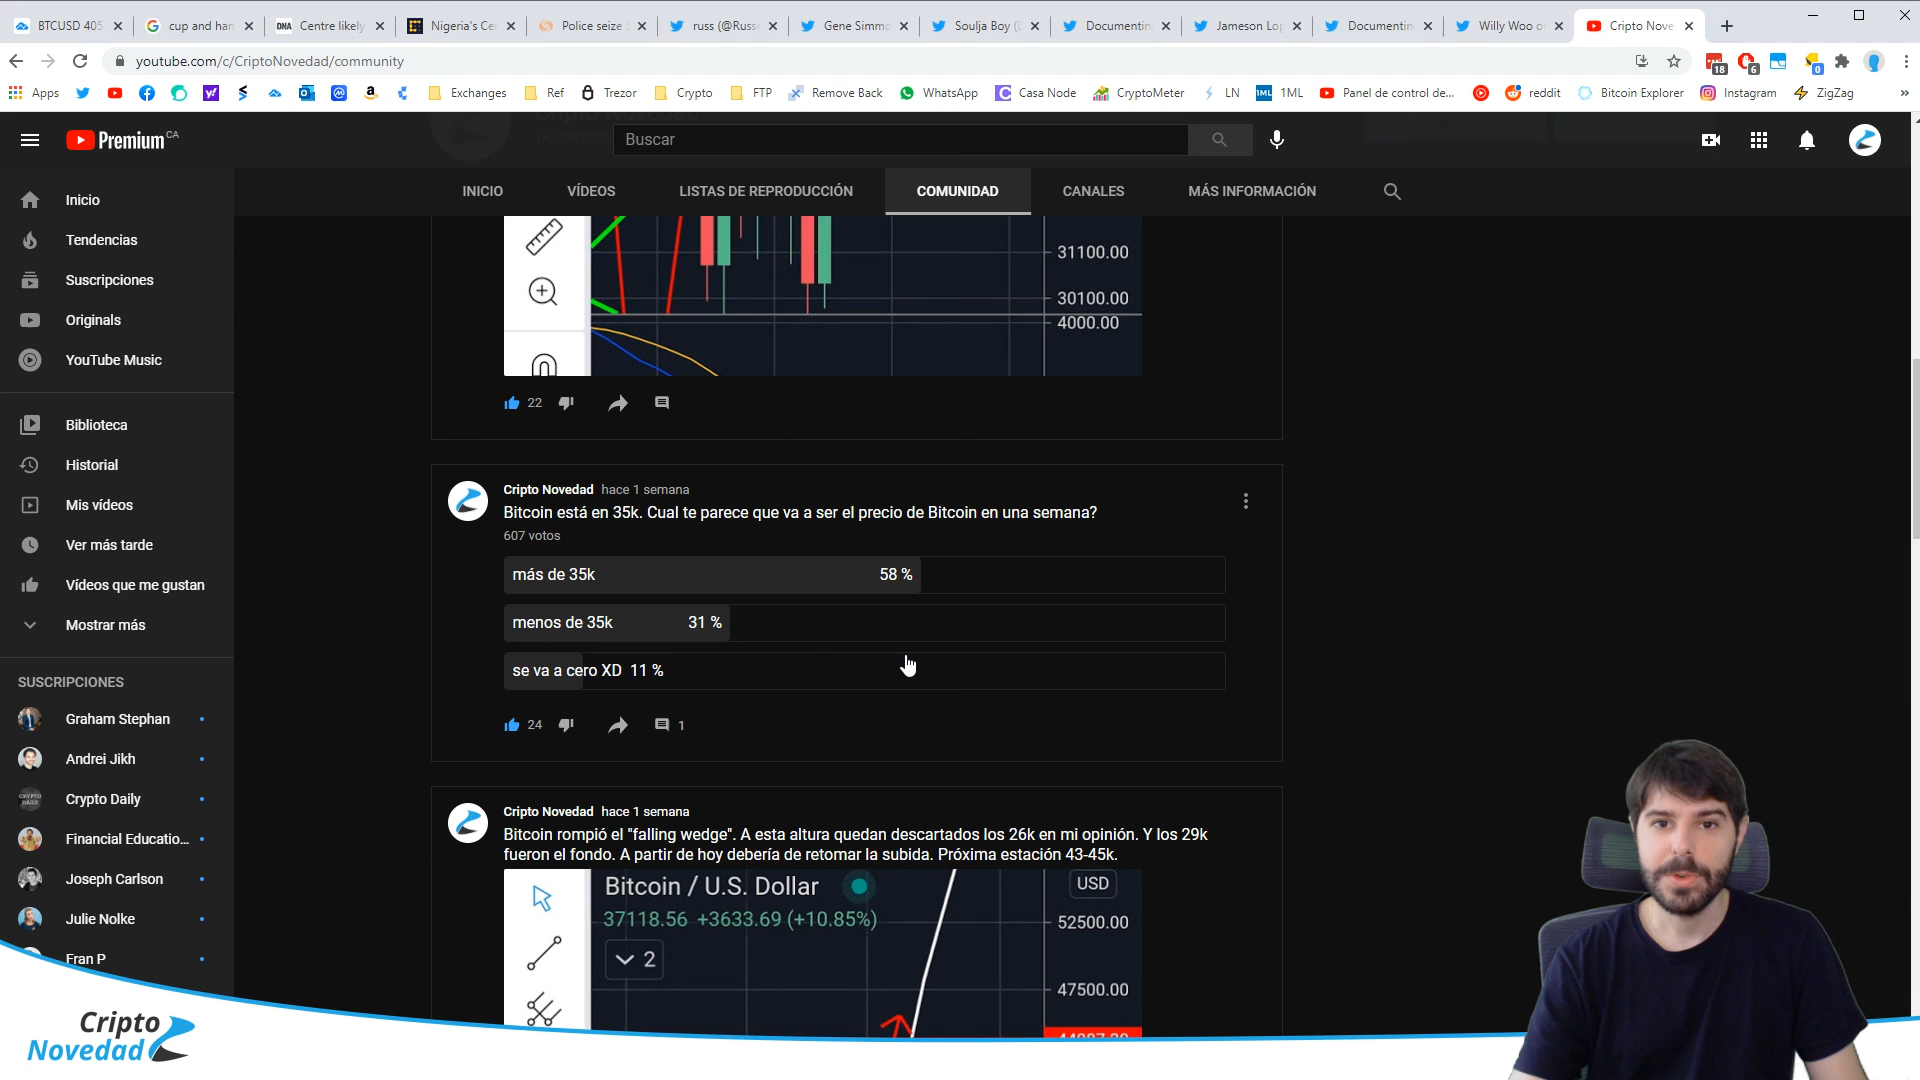 BTCUSD 405
cup and han
Centre likely
Nigeria's Ce
Police seize
russ (@Russ
Gene Simm
Soulja Boy (
Documentin
Jameson Lo
Documentin
Willy Woo o
Cripto Nove
youtube.com/c/CriptoNovedad/community
18
6
0
Apps
Exchanges
Ref
Trezor
Crypto
FTP
Remove Back
WhatsApp
Casa Node
CryptoMeter
LN
1ML 1ML
Panel de control de...
reddit
Bitcoin Explorer
Instagram
ZigZag
Premium CA
Buscar
INICIO
VÍDEOS
LISTAS DE REPRODUCCIÓN
COMUNIDAD
CANALES
MÁS INFORMACIÓN
Inicio
Tendencias
Suscripciones
Originals
YouTube Music
Biblioteca
Historial
Mis vídeos
Ver más tarde
Vídeos que me gustan
Mostrar más
SUSCRIPCIONES
Graham Stephan
Andrei Jikh
Crypto Daily
Financial Educatio...
Joseph Carlson
Julie Nolke
Fran P
31100.00
30100.00
4000.00
22
Cripto Novedad hace 1 semana
Bitcoin está en 35k. Cual te parece que va a ser el precio de Bitcoin en una semana?
607 votos
más de 35k 58 %
menos de 35k 31 %
se va a cero XD 11 %
24
1
Cripto Novedad hace 1 semana
Bitcoin rompió el "falling wedge". A esta altura quedan descartados los 26k en mi opinión. Y los 29k
fueron el fondo. A partir de hoy debería de retomar la subida. Próxima estación 43-45k.
Bitcoin / U.S. Dollar
USD
37118.56 +3633.69 (+10.85%)
52500.00
2
47500.00
Cripto
Novedad